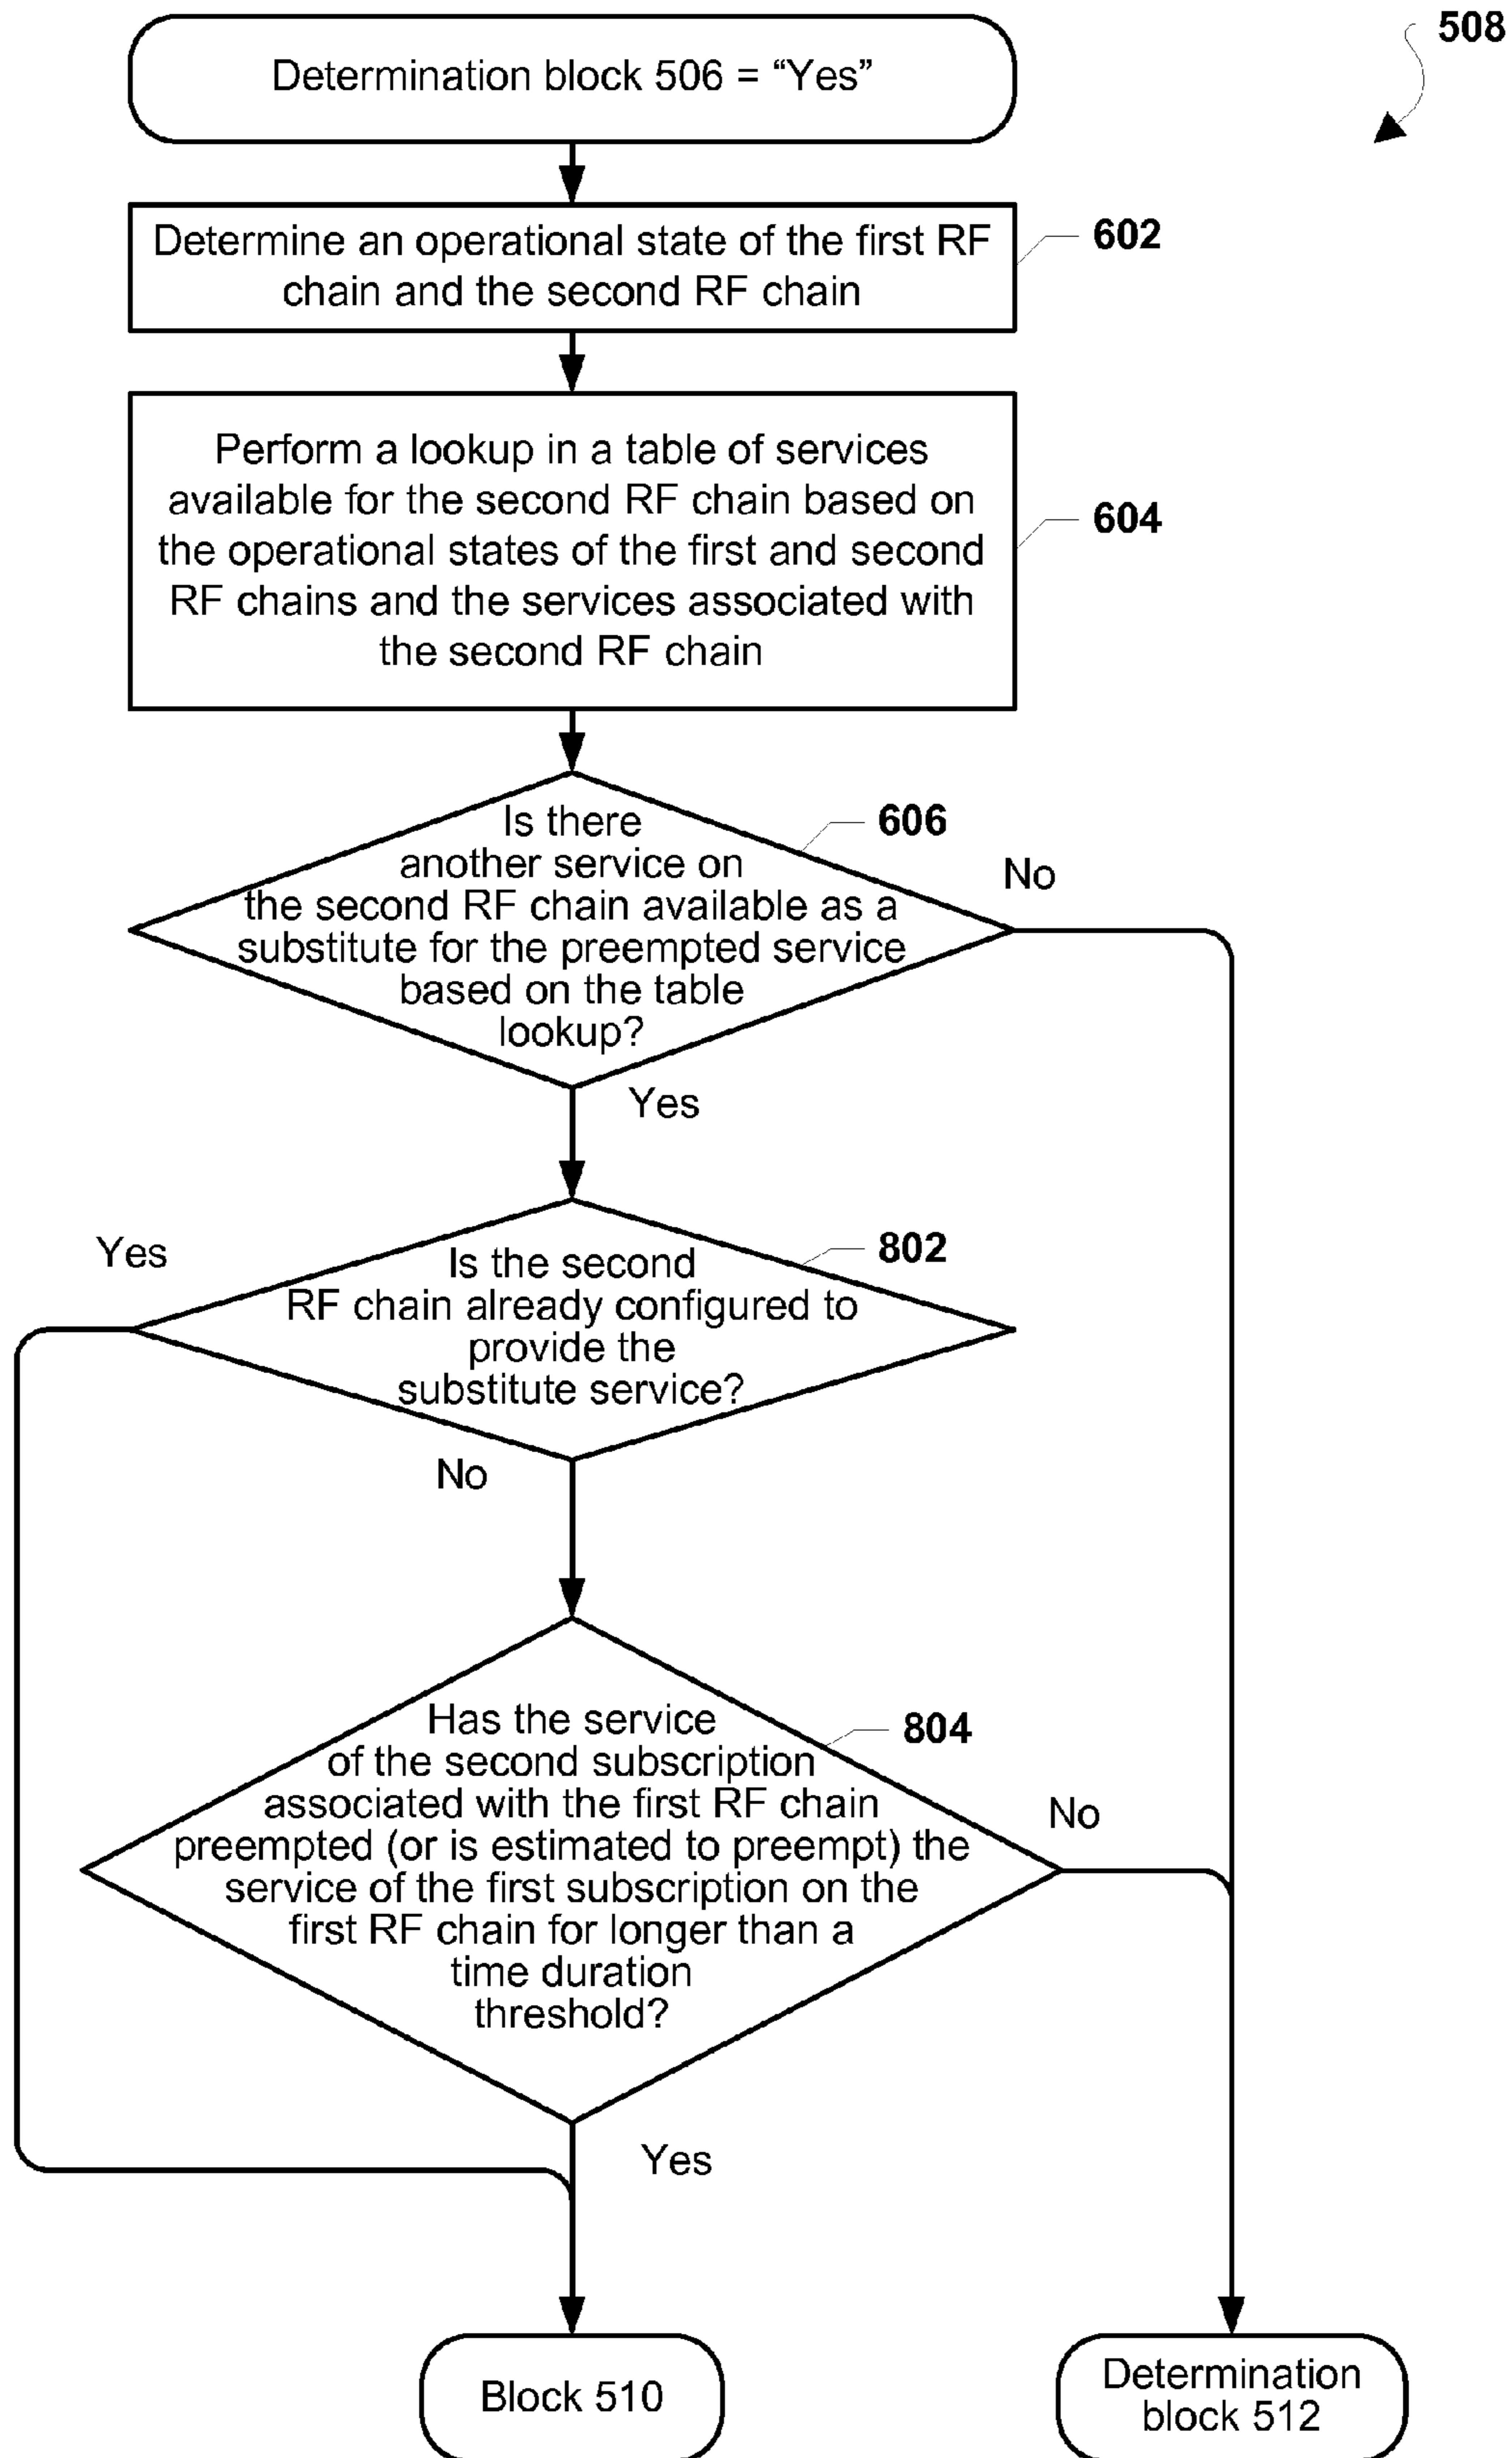 508
Determination block 506 = “Yes”
Determine an operational state of the first RF
chain and the second RF chain
602
Perform a lookup in a table of services
available for the second RF chain based on
the operational states of the first and second
RF chains and the services associated with
the second RF chain
604
Is there
another service on
the second RF chain available as a
substitute for the preempted service
based on the table
lookup?
606
No
Yes
Yes
Is the second
RF chain already configured to
provide the
substitute service?
802
No
Has the service
of the second subscription
associated with the first RF chain
preempted (or is estimated to preempt) the
service of the first subscription on the
first RF chain for longer than a
time duration
threshold?
804
No
Yes
Block 510
Determination
block 512